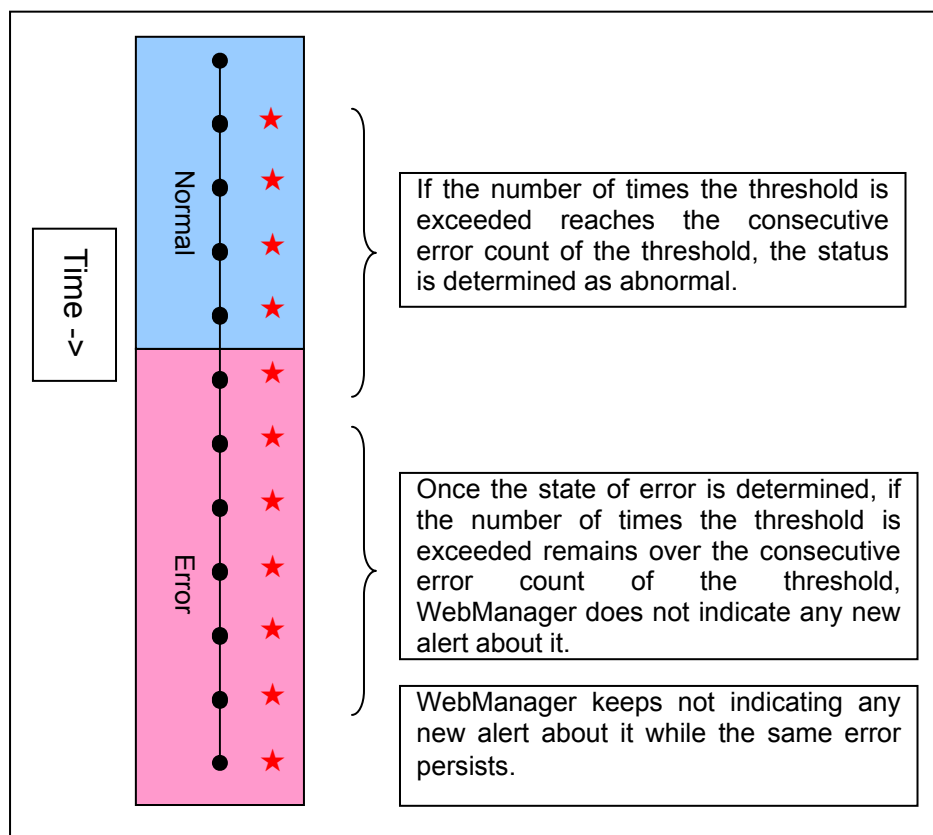 Time ->
Normal
Error
If the number of times the threshold is
exceeded reaches the consecutive
error count of the threshold, the status
is determined as abnormal.
Once the state of error is determined, if
the number of times the threshold is
exceeded remains over the consecutive
error count of the threshold,
WebManager does not indicate any new
alert about it.
WebManager keeps not indicating any
new alert about it while the same error
persists.